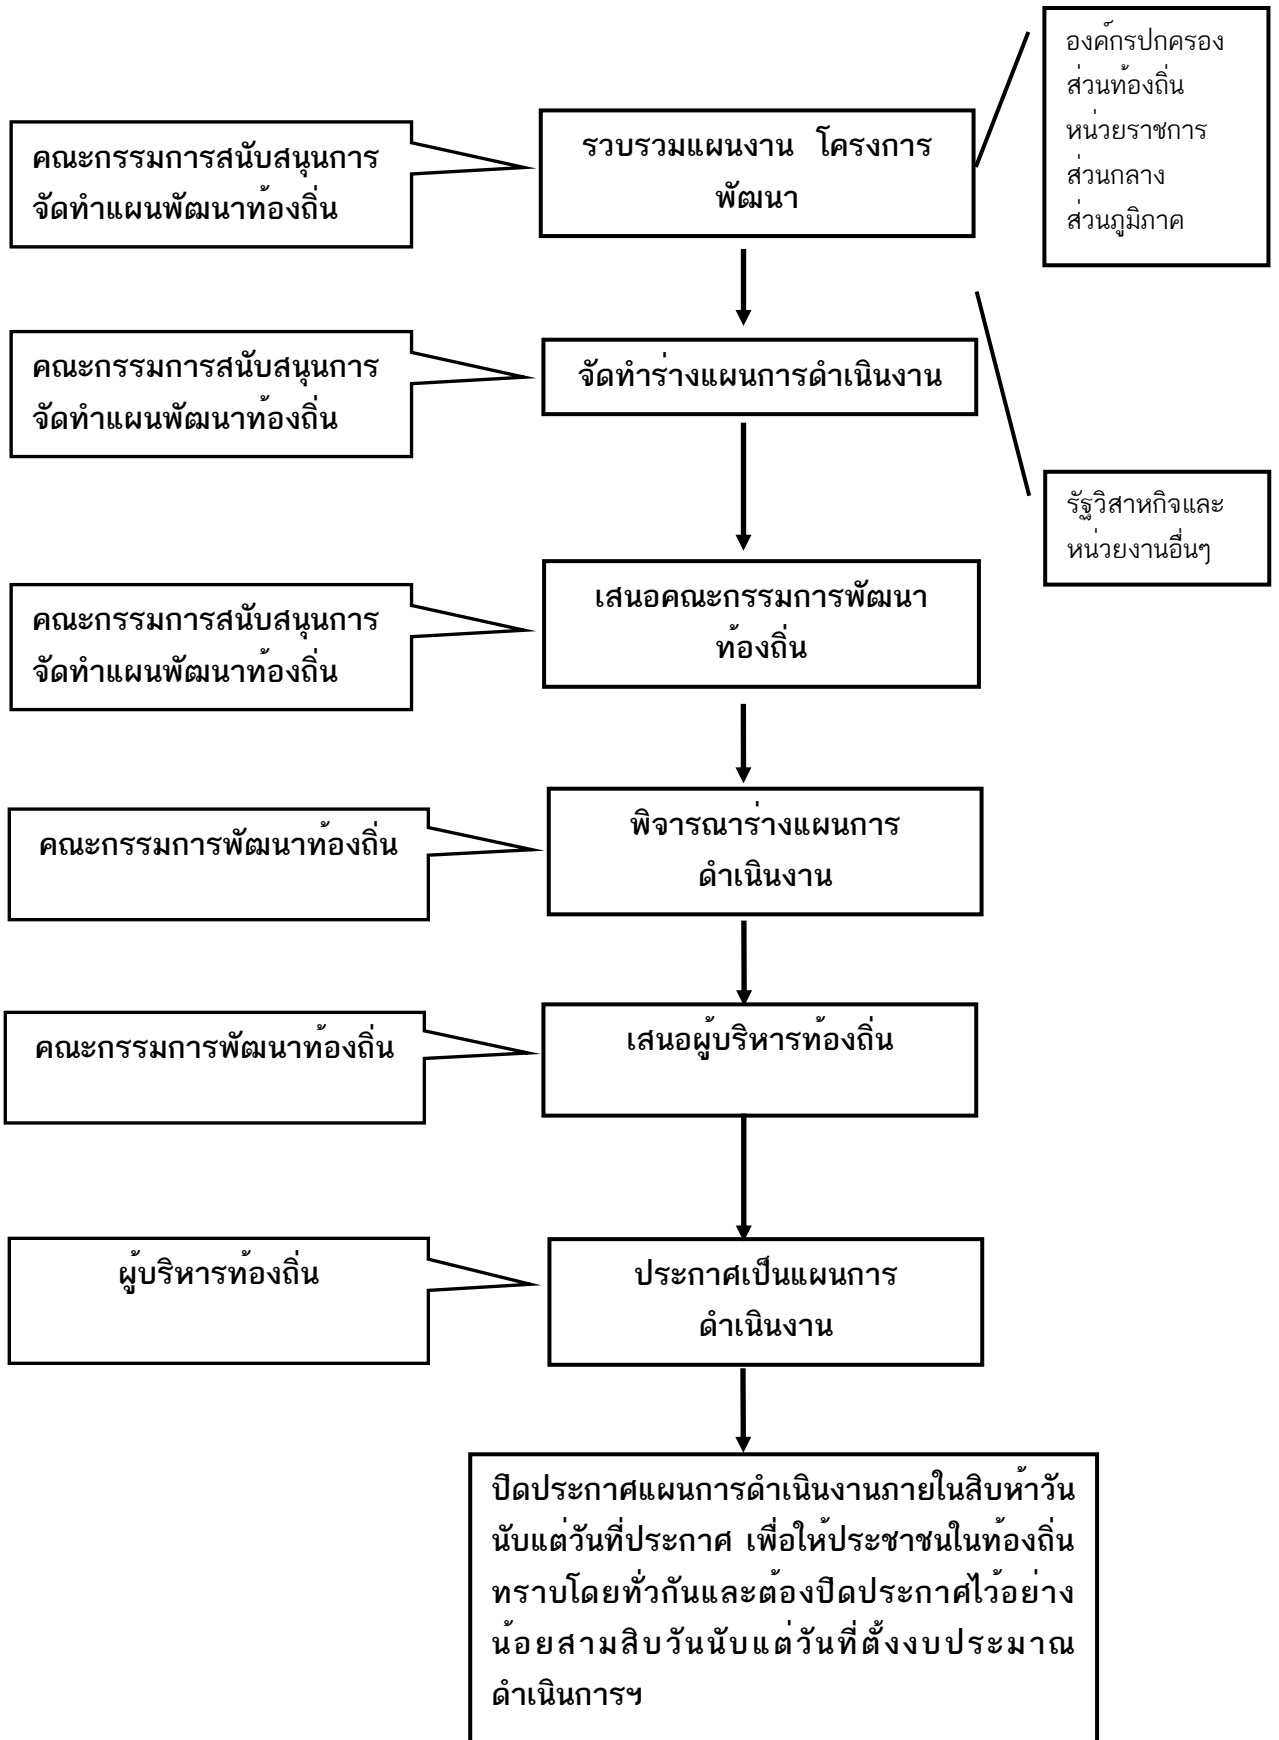 องค์กรปกครอง
ส่วนท้องถิ่น
หน่วยราชการ
ส่วนกลาง
ส่วนภูมิภาค
คณะกรรมการสนับสนุนการ
จัดทำแผนพัฒนาท้องถิ่น
รวบรวมแผนงาน โครงการ
พัฒนา
คณะกรรมการสนับสนุนการ
จัดทำแผนพัฒนาท้องถิ่น
จัดทำร่างแผนการดำเนินงาน
รัฐวิสาหกิจและ
หน่วยงานอื่นๆ
คณะกรรมการสนับสนุนการ
จัดทำแผนพัฒนาท้องถิ่น
เสนอคณะกรรมการพัฒนา
ท้องถิ่น
คณะกรรมการพัฒนาท้องถิ่น
พิจารณาร่างแผนการ
ดำเนินงาน
คณะกรรมการพัฒนาท้องถิ่น
เสนอผู้บริหารท้องถิ่น
ผู้บริหารท้องถิ่น
ประกาศเป็นแผนการ
ดำเนินงาน
ปิดประกาศแผนการดำเนินงานภายในสิบห้าวัน
นับแต่วันที่ประกาศ เพื่อให้ประชาชนในท้องถิ่น
ทราบโดยทั่วกันและต้องปิดประกาศไว้อย่าง
น้อยสามสิบวันนับแต่วันที่ตั้งงบประมาณ
ดำเนินการฯ